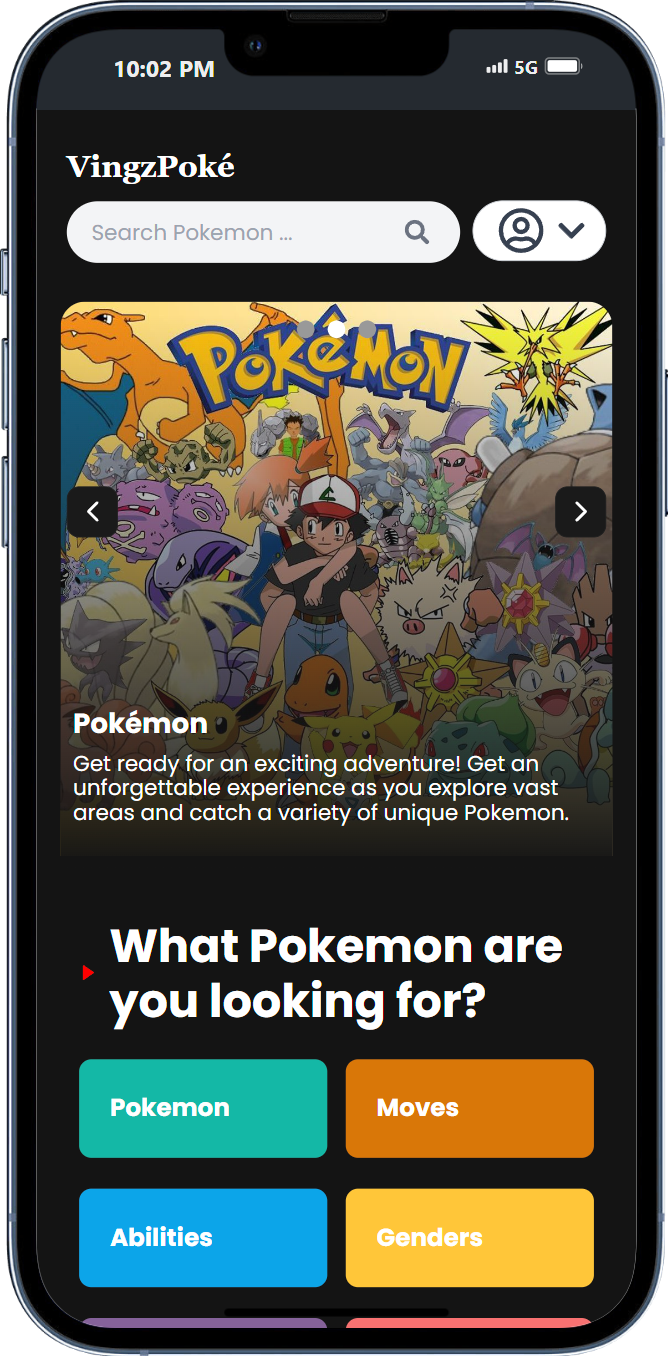 10:02 PM
5G
VingzPoké
Search Pokemon ...
POKÉMON
Pokémon
Get ready for an exciting adventure! Get an
unforgettable experience as you explore vast
areas and catch a variety of unique Pokemon.
What Pokemon are
you looking for?
Pokemon
Moves
Abilities
Genders